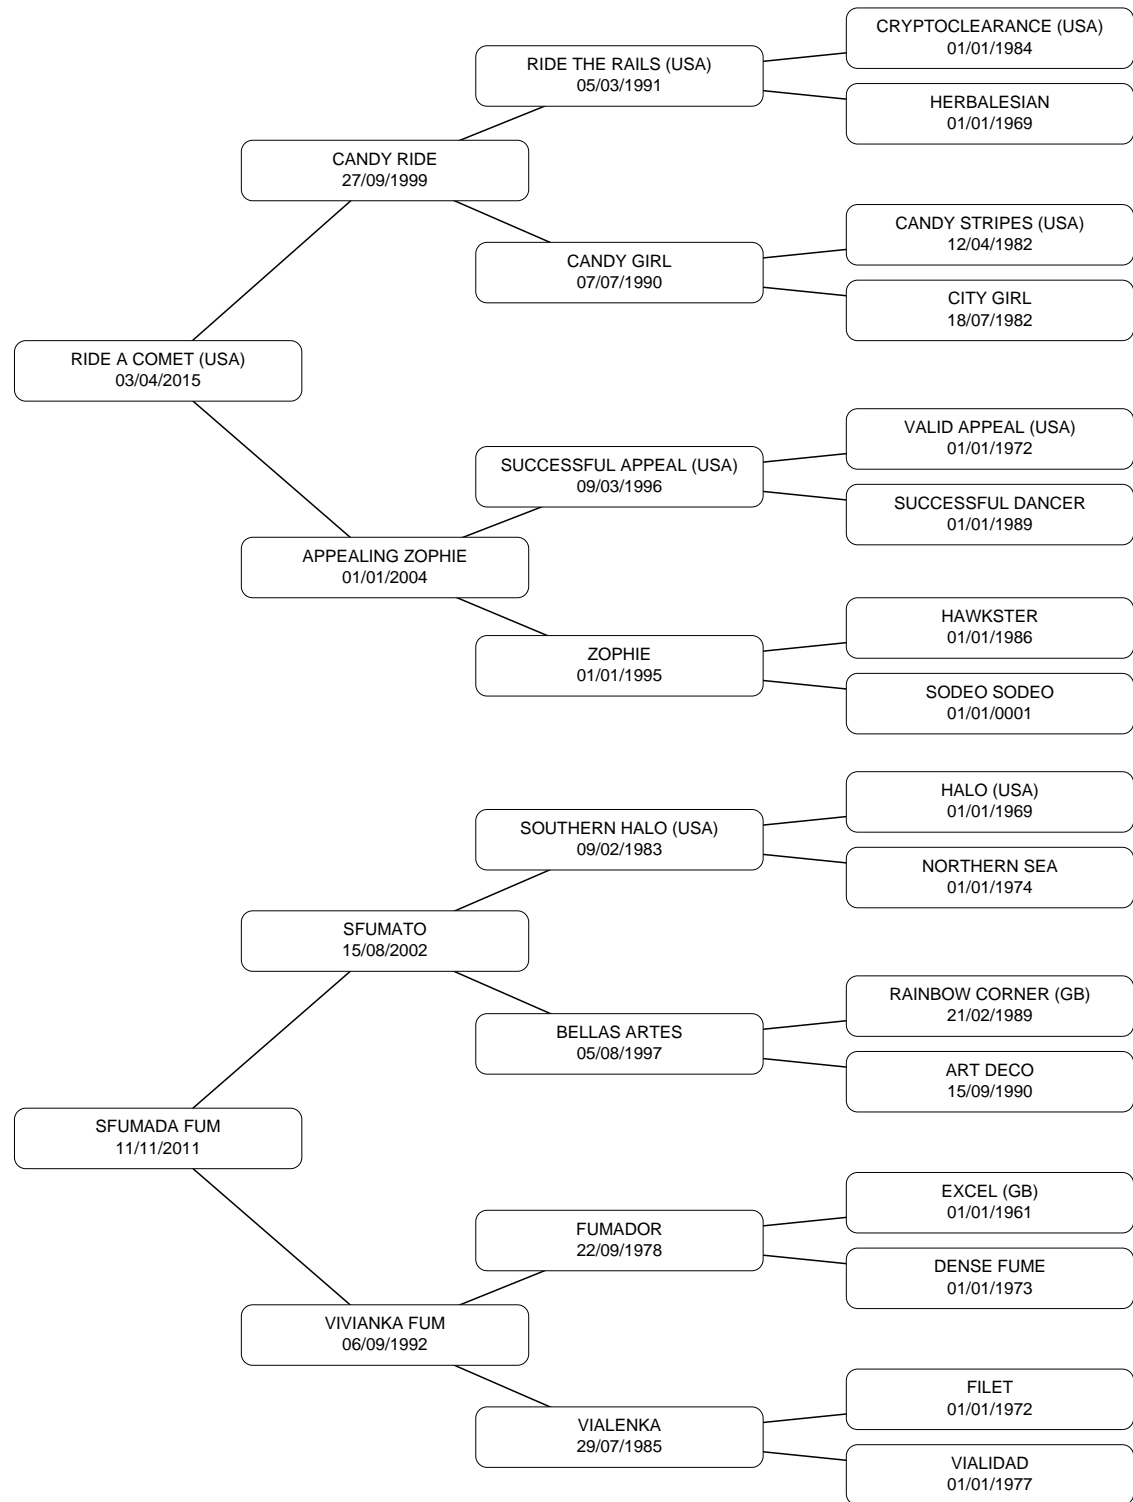 CRYPTOCLEARANCE (USA)
01/01/1984
RIDE THE RAILS (USA)
05/03/1991
HERBALESIAN
01/01/1969
CANDY RIDE
27/09/1999
CANDY STRIPES (USA)
12/04/1982
CANDY GIRL
07/07/1990
CITY GIRL
18/07/1982
RIDE A COMET (USA)
03/04/2015
VALID APPEAL (USA)
01/01/1972
SUCCESSFUL APPEAL (USA)
09/03/1996
SUCCESSFUL DANCER
01/01/1989
APPEALING ZOPHIE
01/01/2004
HAWKSTER
01/01/1986
ZOPHIE
01/01/1995
SODEO SODEO
01/01/0001
HALO (USA)
01/01/1969
SOUTHERN HALO (USA)
09/02/1983
NORTHERN SEA
01/01/1974
SFUMATO
15/08/2002
RAINBOW CORNER (GB)
21/02/1989
BELLAS ARTES
05/08/1997
ART DECO
15/09/1990
SFUMADA FUM
11/11/2011
EXCEL (GB)
01/01/1961
FUMADOR
22/09/1978
DENSE FUME
01/01/1973
VIVIANKA FUM
06/09/1992
FILET
01/01/1972
VIALENKA
29/07/1985
VIALIDAD
01/01/1977